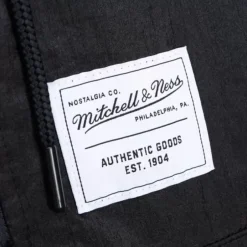 NOSTALGIA CO.
Mitchell & Ness
PHILADELPHIA, PA.
AUTHENTIC GOODS
EST. 1904